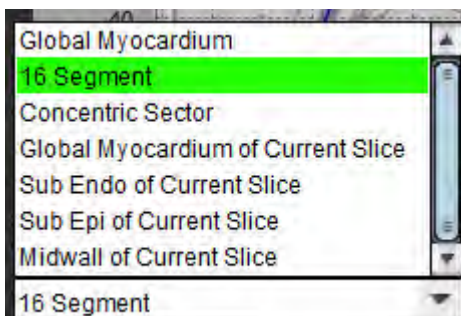 40
Global Myocardium
16 Segment
Concentric Sector
Global Myocardium of Current Slice
Sub Endo of Current Slice
Sub Epi of Current Slice
Midwall of Current Slice
16 Segment